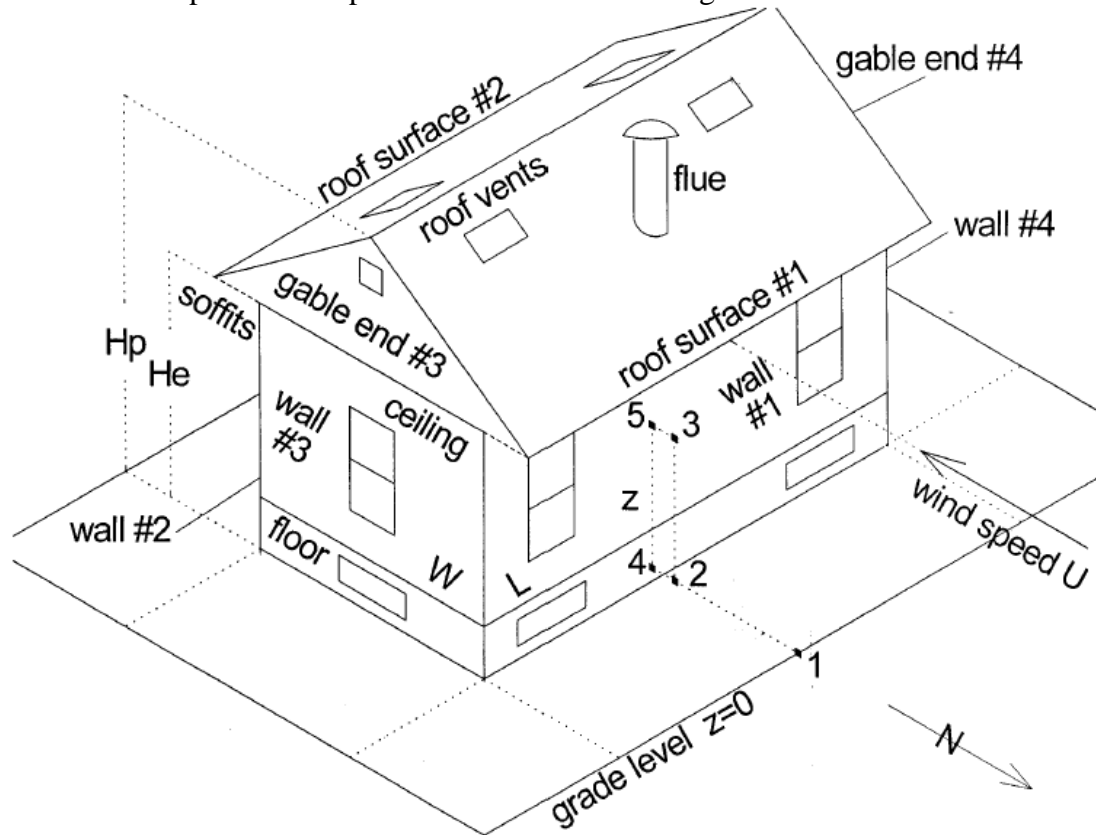 gable end #4
roof surface #2
roof vents
flue
wall #4
soffits
gable end #3
roof surface #1
Hp
He
wall #3
ceiling
wall #1
5
3
z
wind speed U
wall #2
floor
W
L
4
2
1
grade level z=0
N